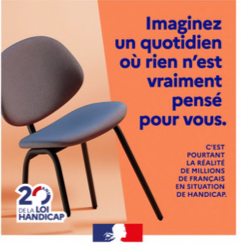 Imaginez
un quotidien
où rien n'est
vraiment
pensé
pour vous.
C'EST
POURTANT
LA RÉALITÉ
DE MILLIONS
DE FRANÇAIS
EN SITUATION
DE HANDICAP.
20
DE LA LOI
HANDICAP